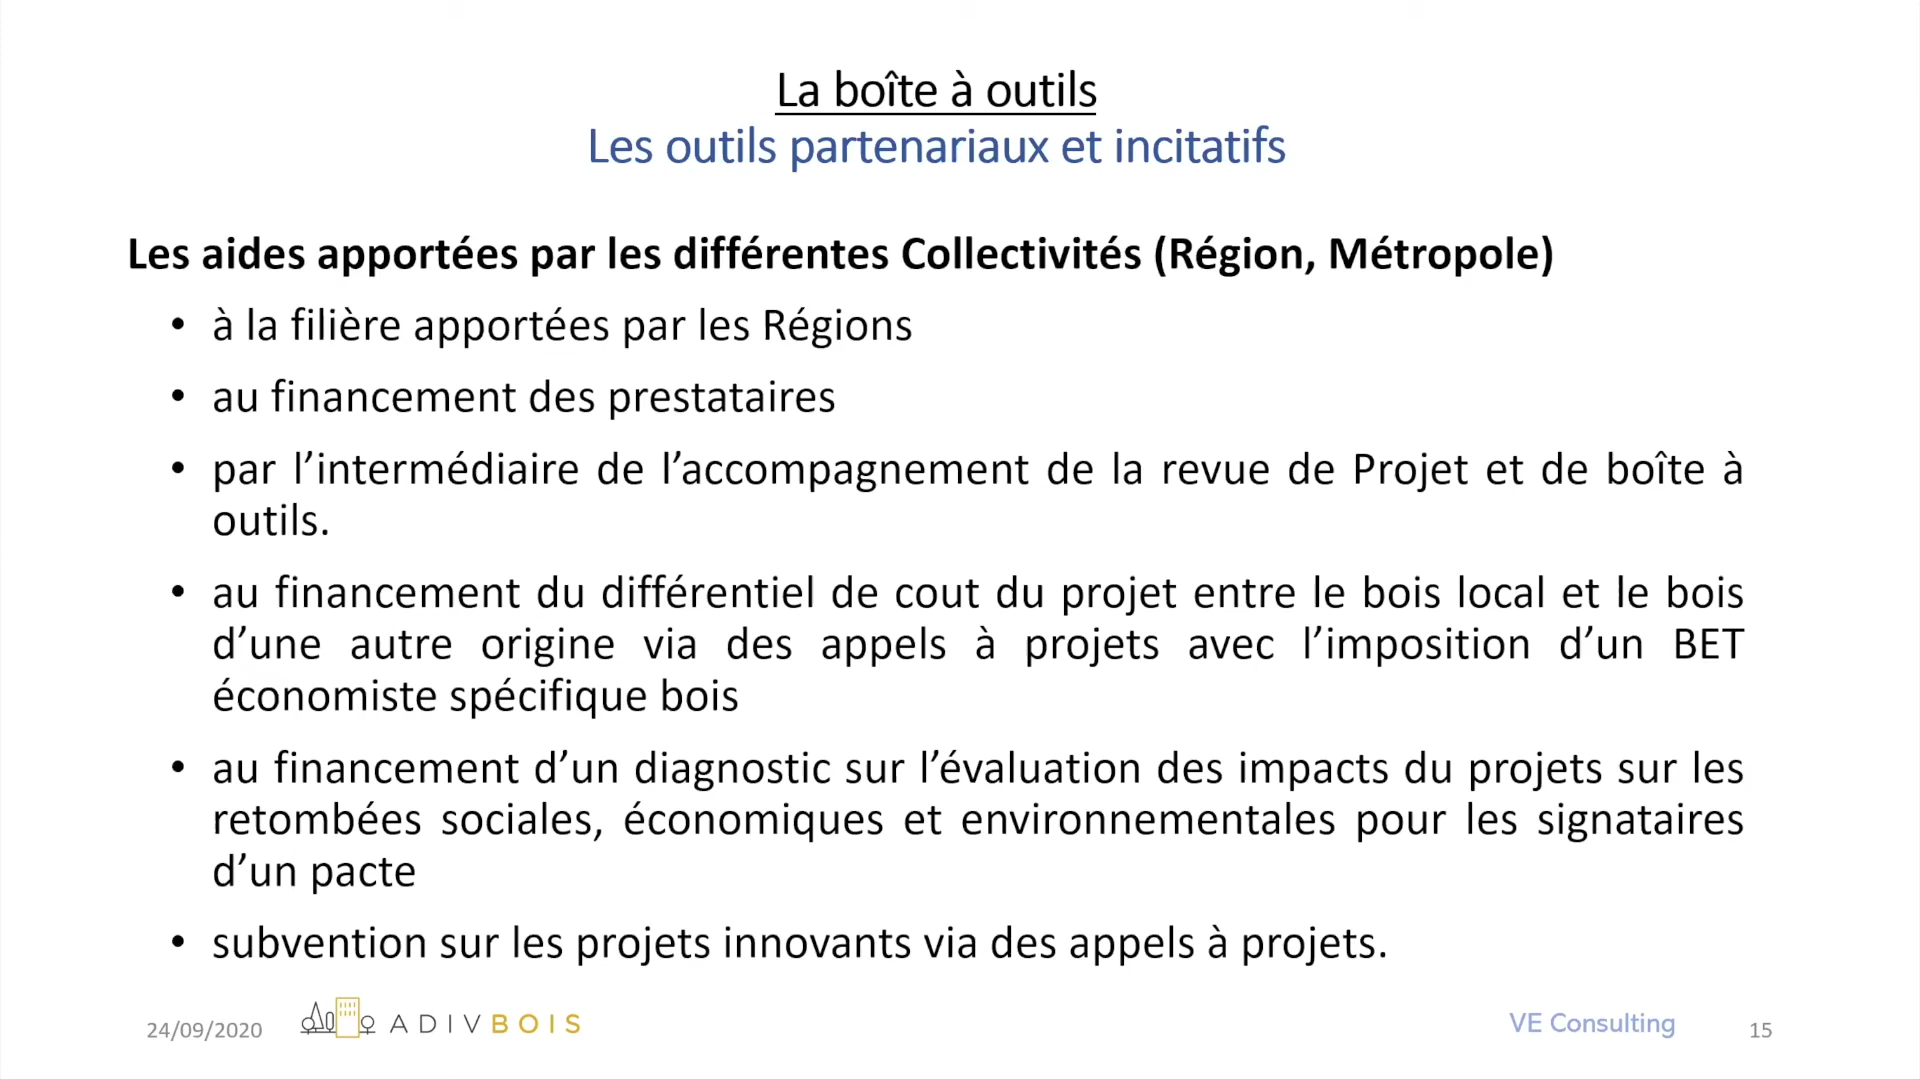 La boîte à outils
Les outils partenariaux et incitatifs
Les aides apportées par les différentes Collectivités (Région, Métropole)
• à la filière apportées par les Régions
• au financement des prestataires
• par l’intermédiaire de l’accompagnement de la revue de Projet et de boîte à
outils.
• au financement du différentiel de cout du projet entre le bois local et le bois
d’une autre origine via des appels à projets avec l’imposition d’un BET
économiste spécifique bois
• au financement d’un diagnostic sur l’évaluation des impacts du projets sur les
retombées sociales, économiques et environnementales pour les signataires
d’un pacte
• subvention sur les projets innovants via des appels à projets.
24/09/2020
ADIVBOIS
VE Consulting
15